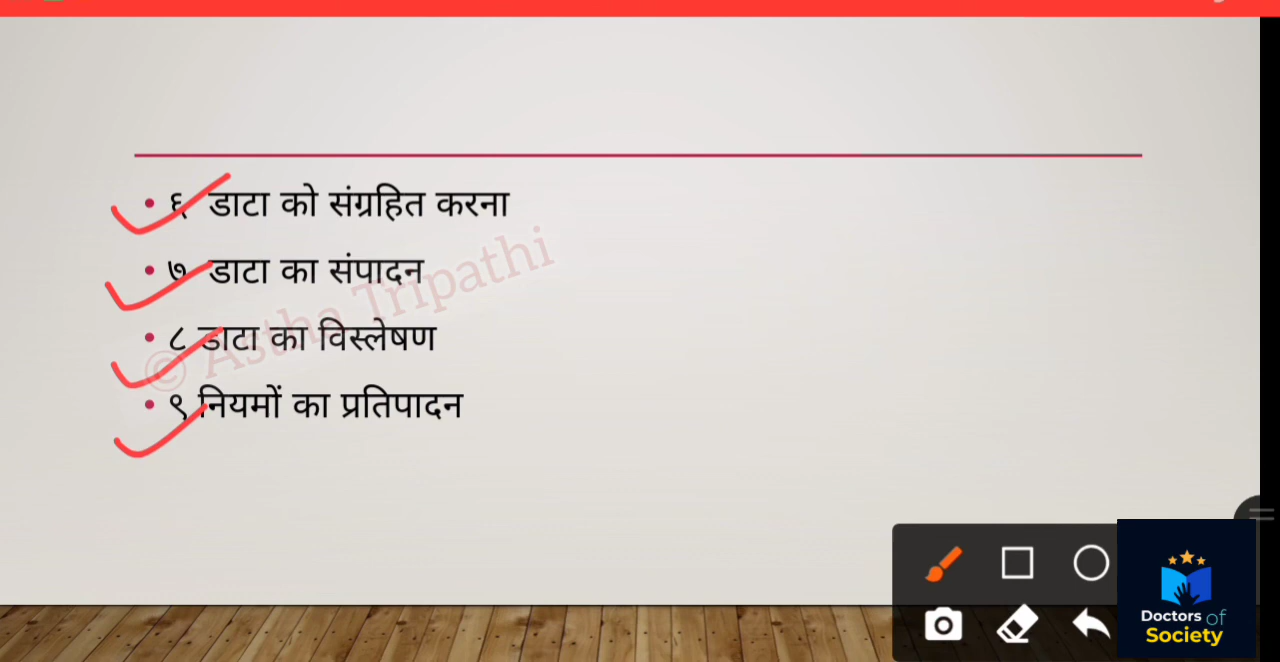 • ६ डाटा को संग्रहित करना
• ७ डाटा का संपादन
• ८ डाटा का विस्लेषण
• ९ नियमों का प्रतिपादन
© Astha Tripathi
Doctors of
Society